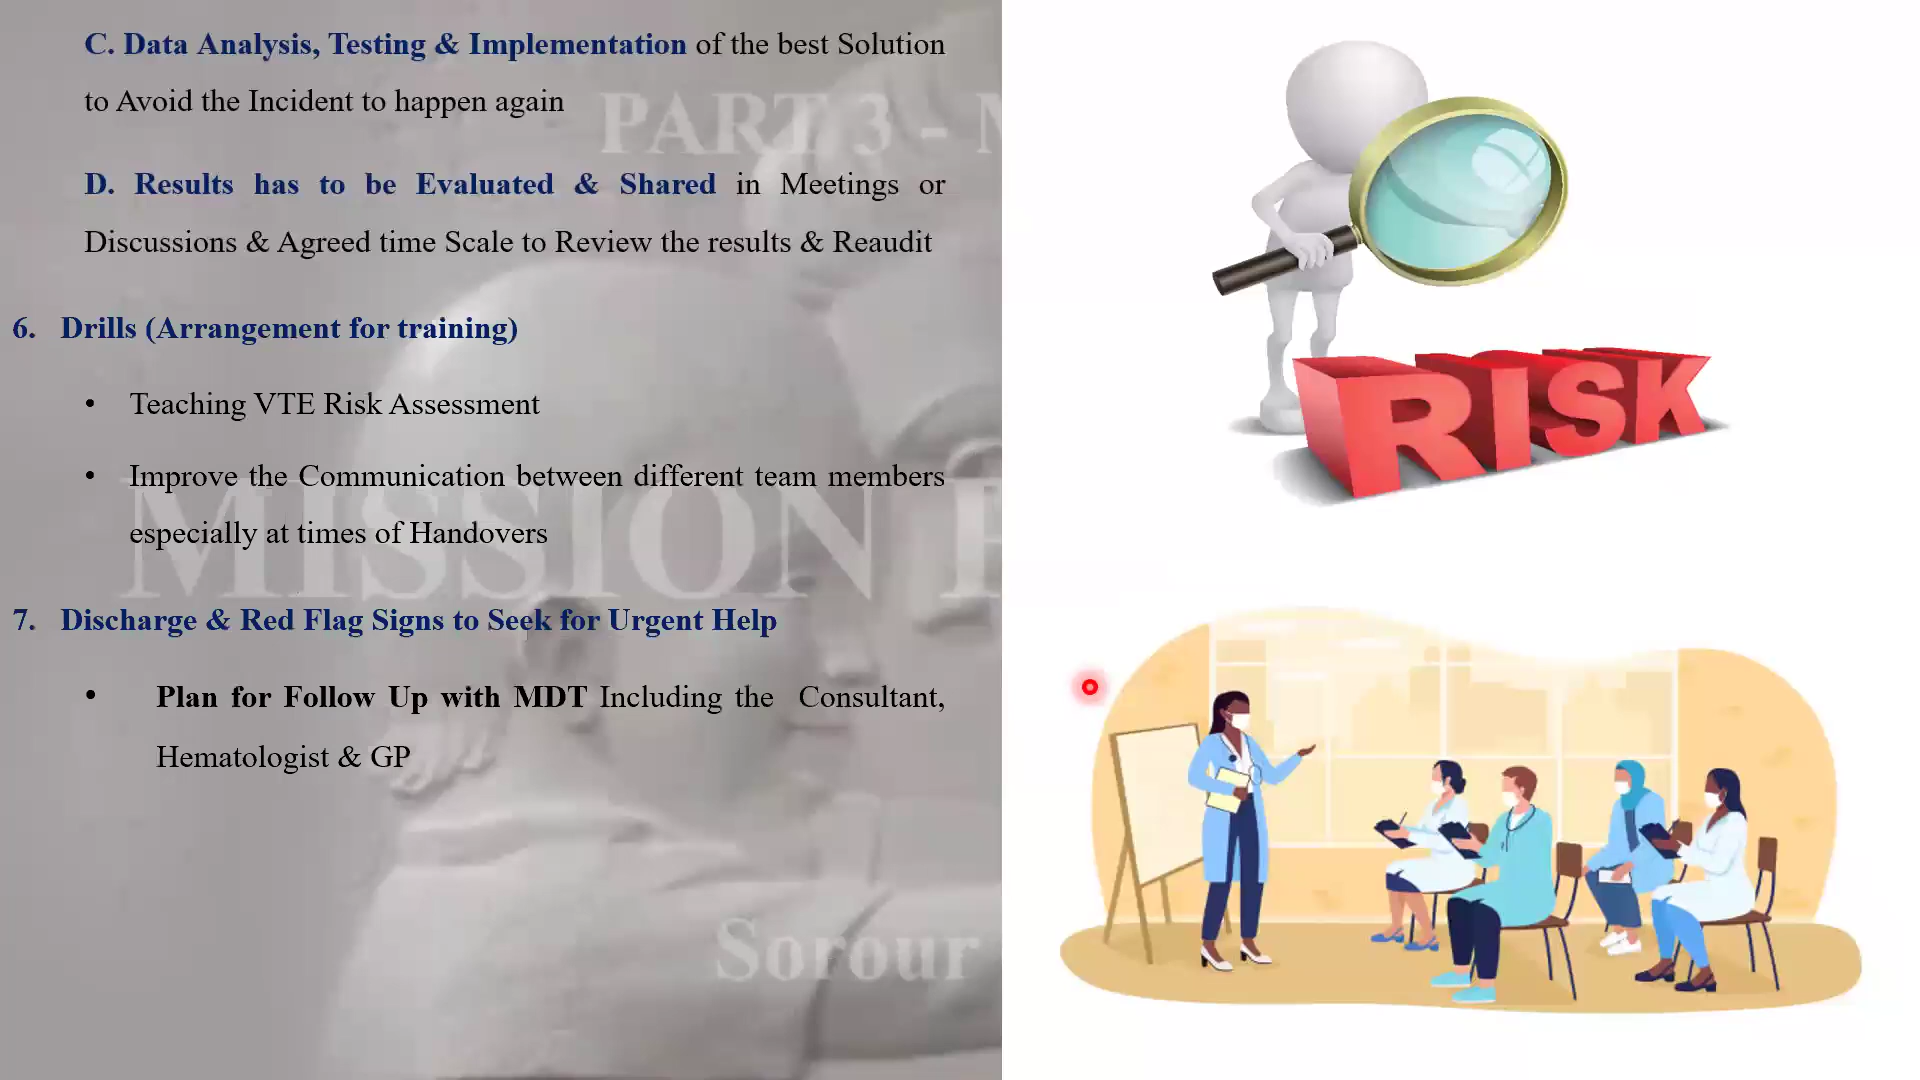 C. Data Analysis, Testing & Implementation of the best Solution
to Avoid the Incident to happen again
PART 3 -
D. Results has to be Evaluated & Shared in Meetings or
Discussions & Agreed time Scale to Review the results & Reaudit
6. Drills (Arrangement for training)
• Teaching VTE Risk Assessment
• Improve the Communication between different team members
especially at times of Handovers
MISSION
7. Discharge & Red Flag Signs to Seek for Urgent Help
• Plan for Follow Up with MDT Including the Consultant,
Hematologist & GP
Sorour
RISK